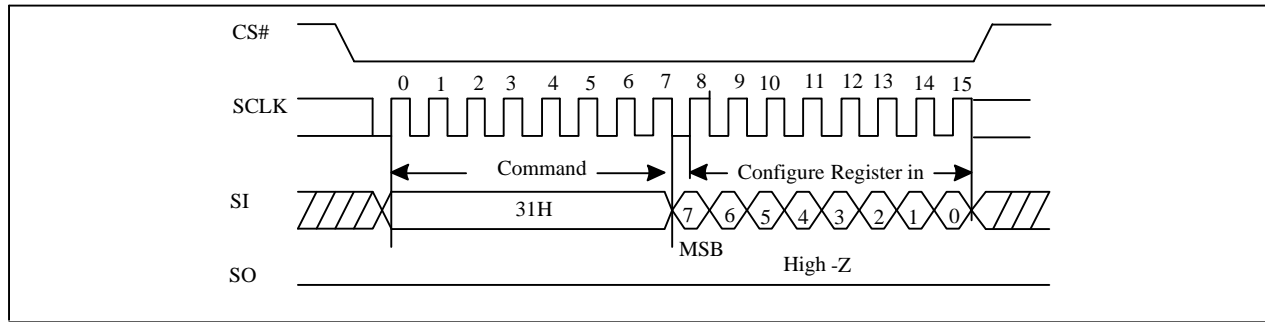 CS#
0 1 2 3 4 5 6 7 8 9 10 11 12 13 14 15
SCLK
Command Configure Register in
SI 31H 7 6 5 4 3 2 1 0
MSB
High -Z
SO